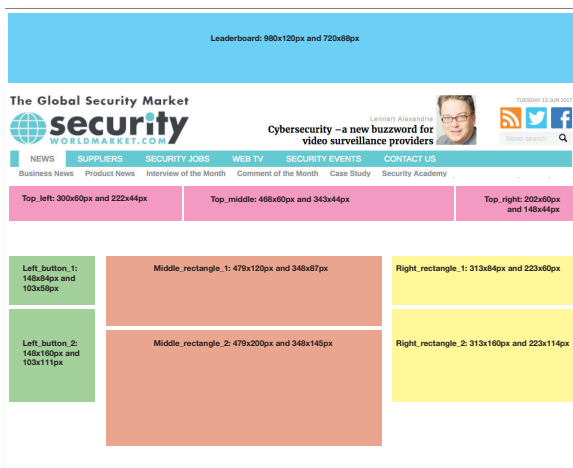 Leaderboard: 980x120px and 720x88px
The Global Security Market
security
WORLDMARKET.COM
Lennart Alexandrie
Cybersecurity – a new buzzword for
video surveillance providers
TUESDAY 13 JUN 2017
News search
NEWS SUPPLIERS SECURITY JOBS WEB TV SECURITY EVENTS CONTACT US
Business News Product News Interview of the Month Comment of the Month Case Study Security Academy
Top_left: 300x60px and 222x44px
Top_middle: 468x60px and 343x44px
Top_right: 202x60px
and 148x44px
Left_button_1:
148x84px and
103x58px
Middle_rectangle_1: 479x120px and 348x87px
Right_rectangle_1: 313x84px and 223x60px
Left_button_2:
148x160px and
103x111px
Middle_rectangle_2: 479x200px and 348x145px
Right_rectangle_2: 313x160px and 223x114px